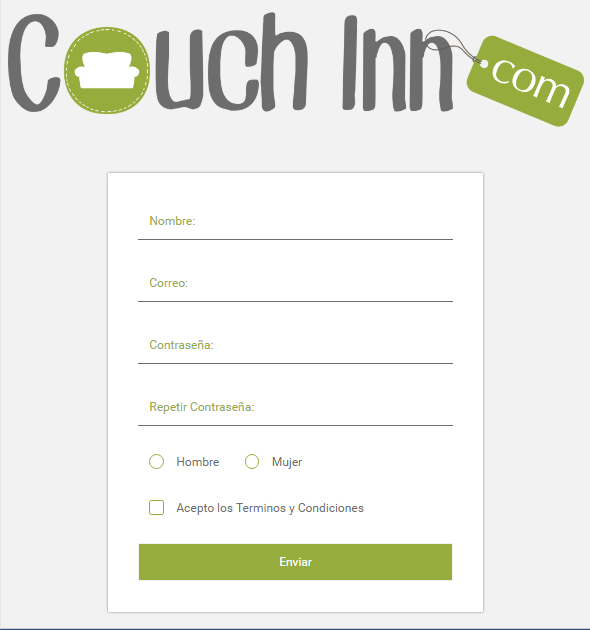 Couch Inn com
Nombre:
Correo:
Contraseña:
Repetir Contraseña:
Hombre Mujer
Acepto los Terminos y Condiciones
Enviar